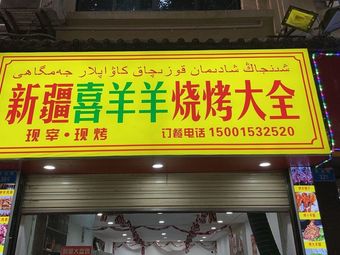 شىنجاڭ شادىمان قوزىچاق كاۋاپلار جەمگاھى
新疆喜羊羊烧烤大全
现宰·现烤 订餐电话 15001532520